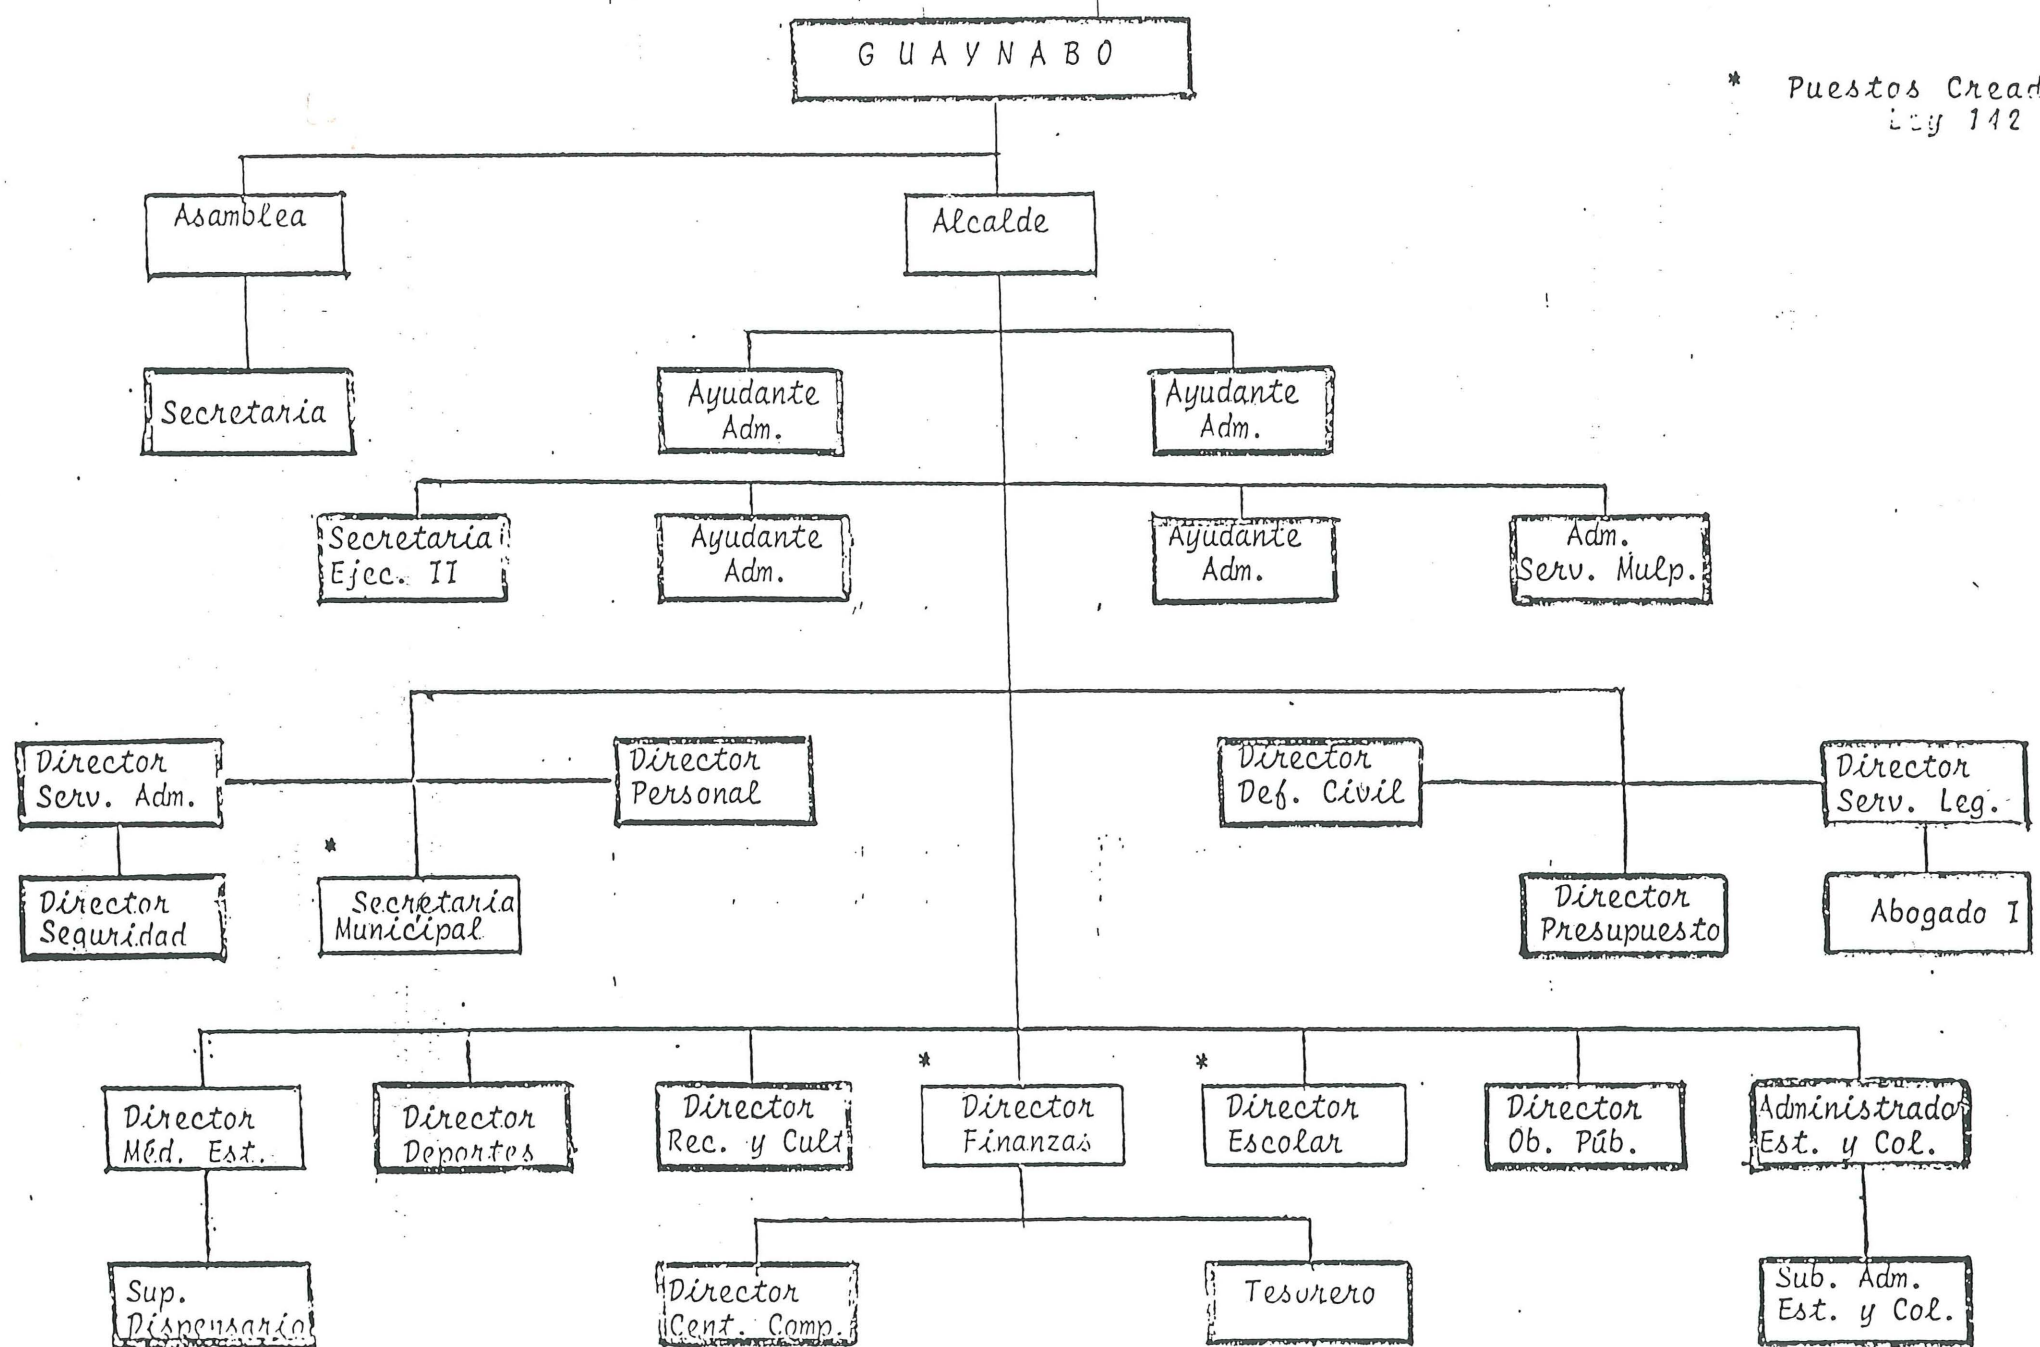 G U A Y N A B O
* Puestos
Ley 142
Asamblea
Alcalde
Secretaria
Ayudante
Adm.
Ayudante
Adm.
Secretaria
Ejec. II
Ayudante
Adm.
Ayudante
Adm.
Adm.
Serv. Mulp.
Director
Serv. Adm.
Director
Personal
Director
Def. Civil
Director
Serv. Leg.
*
Director
Seguridad
Secretaria
Municipal
Director
Presupuesto
Abogado I
*
*
Director
Méd. Est.
Director
Deportes
Director
Rec. y Cult
Director
Finanzas
Director
Escolar
Director
Ob. Púb.
Administrador
Est. y Col.
Sup.
Dispensario
Director
Cent. Comp.
Tesorero
Sub. Adm.
Est. y Col.